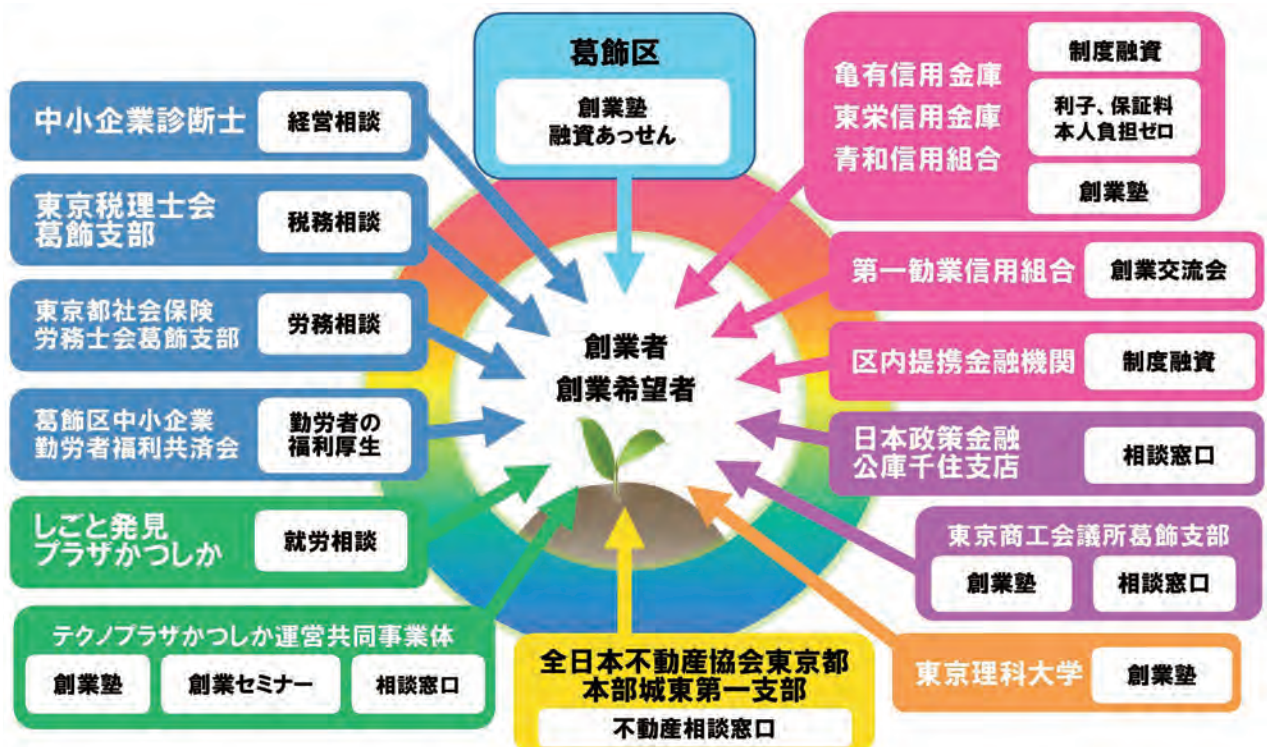 葛飾区
創業塾
融資あっせん
中小企業診断士
経営相談
東京税理士会
葛飾支部
税務相談
東京都社会保険
労務士会葛飾支部
労務相談
葛飾区中小企業
勤労者福利共済会
勤労者の
福利厚生
しごと発見
プラザかつしか
就労相談
テクノプラザかつしか運営共同事業体
創業塾
創業セミナー
相談窓口
創業者
創業希望者
全日本不動産協会東京都
本部城東第一支部
不動産相談窓口
亀有信用金庫
東栄信用金庫
青和信用組合
制度融資
利子、保証料
本人負担ゼロ
創業塾
第一勧業信用組合
創業交流会
区内提携金融機関
制度融資
日本政策金融
公庫千住支店
相談窓口
東京商工会議所葛飾支部
創業塾
相談窓口
東京理科大学
創業塾